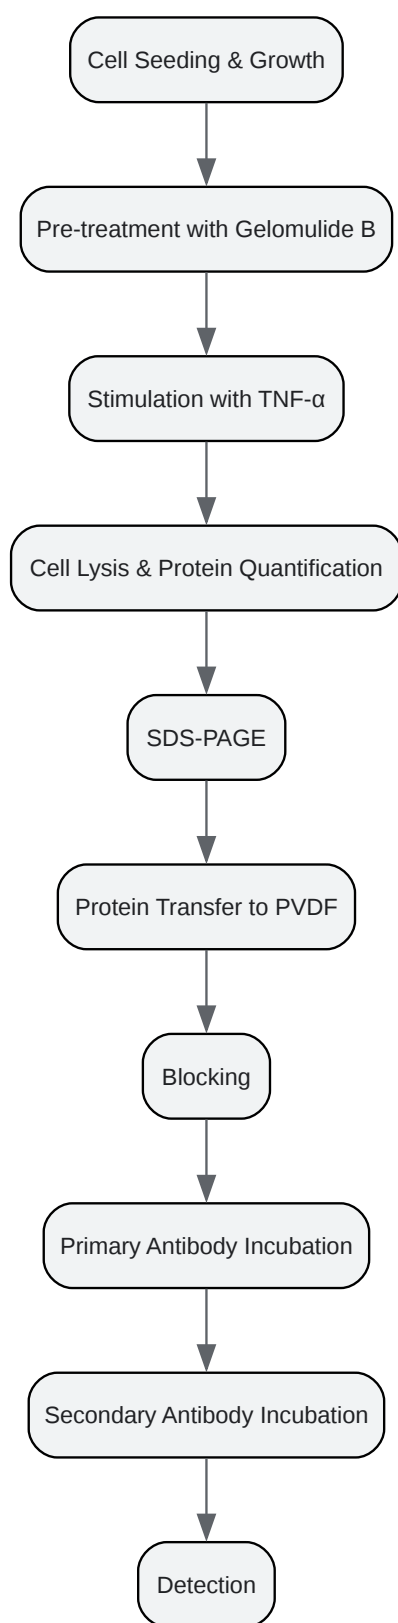 Cell Seeding & Growth
Pre-treatment with Gelomulide B
Stimulation with TNF-α
Cell Lysis & Protein Quantification
SDS-PAGE
Protein Transfer to PVDF
Blocking
Primary Antibody Incubation
Secondary Antibody Incubation
Detection